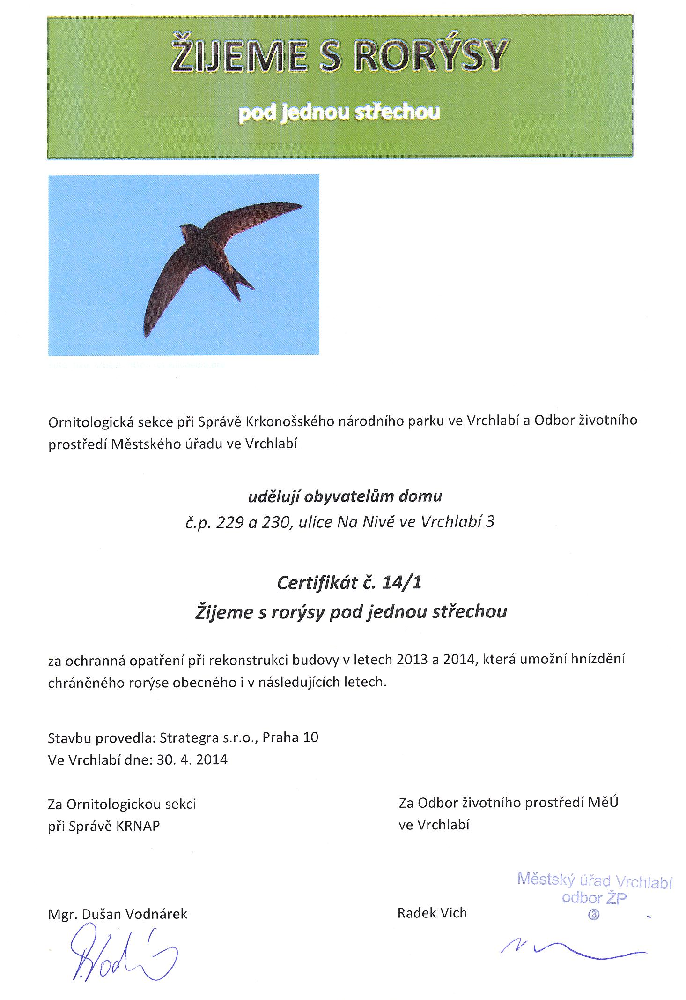 ŽIJEME S RORÝSY
pod jednou střechou
Ornitologická sekce při Správě Krkonošského národního parku ve Vrchlabí a Odbor životního
prostředí Městského úřadu ve Vrchlabí
udělují obyvatelům domu
č.p. 229 a 230, ulice Na Nivě ve Vrchlabí 3
Certifikát č. 14/1
Žijeme s rorýsy pod jednou střechou
za ochranná opatření při rekonstrukci budovy v letech 2013 a 2014, která umožní hnízdění
chráněného rorýse obecného i v následujících letech.
Stavbu provedla: Strategra s.r.o., Praha 10
Ve Vrchlabí dne: 30. 4. 2014
Za Ornitologickou sekci
při Správě KRNAP
Za Odbor životního prostředí MěÚ
ve Vrchlabí
Mgr. Dušan Vodnárek
Radek Vich
Městský úřad Vrchlabí
odbor ŽP
3